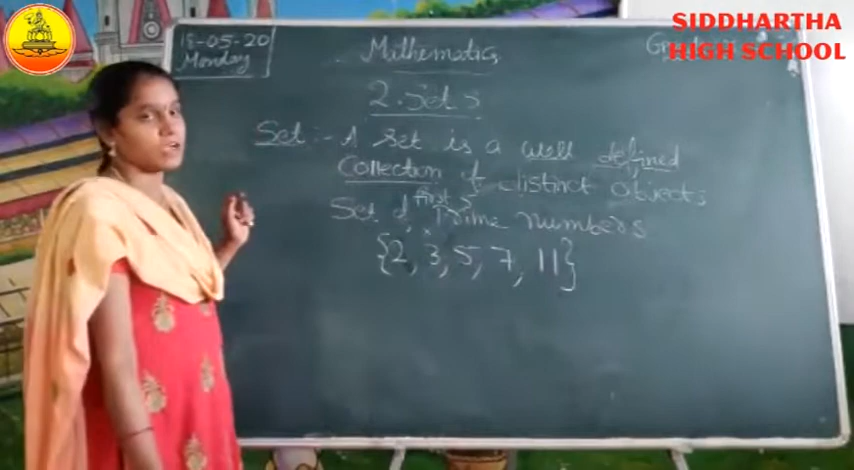 SIDDHARTHA
HIGH SCHOOL
18-05-20
Monday
Mathematics
2. Sets
Set :- A set is a well defined
Collection of distinct objects
Set of first 5 Prime numbers
{2, 3, 5, 7, 11}